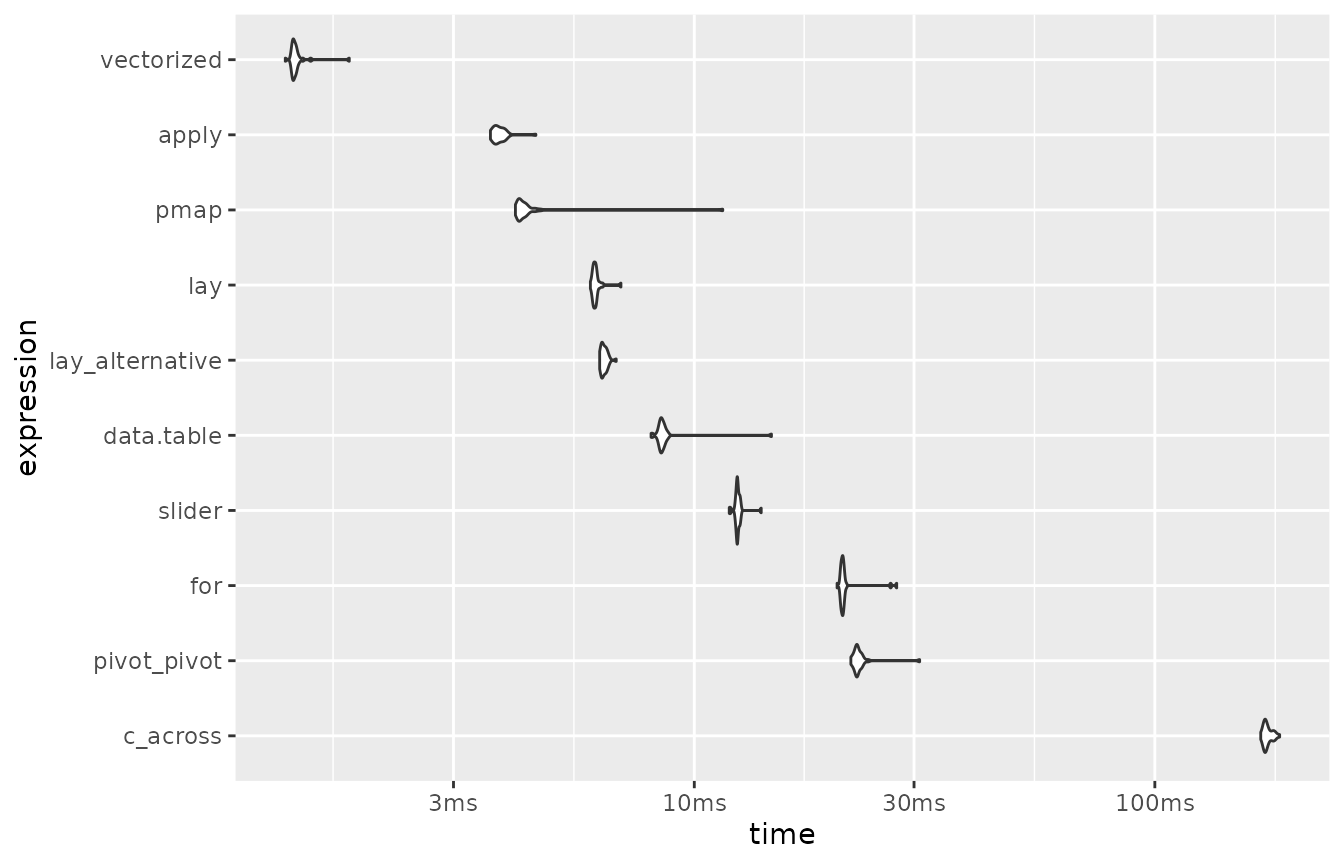 vectorized
apply
pmap
lay
lay_alternative
data.table
slider
for
pivot_pivot
c_across
expression
3ms 10ms 30ms 100ms
time